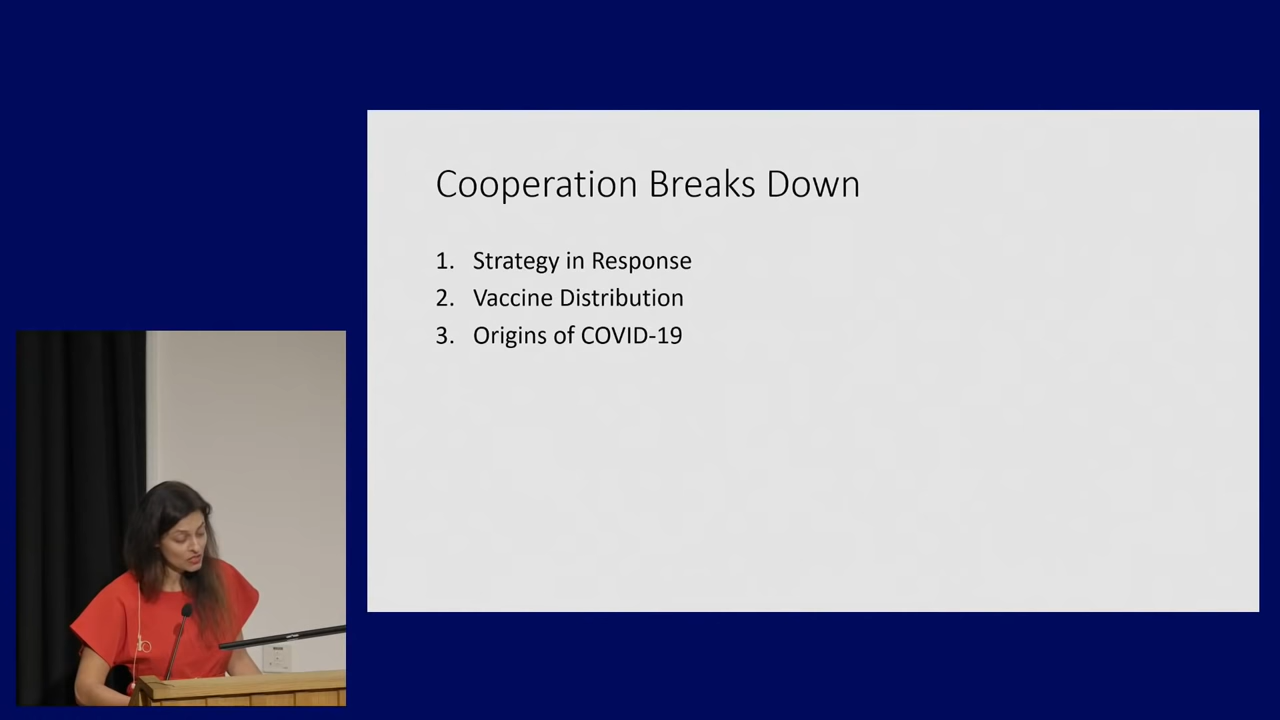 Cooperation Breaks Down
1. Strategy in Response
2. Vaccine Distribution
3. Origins of COVID-19